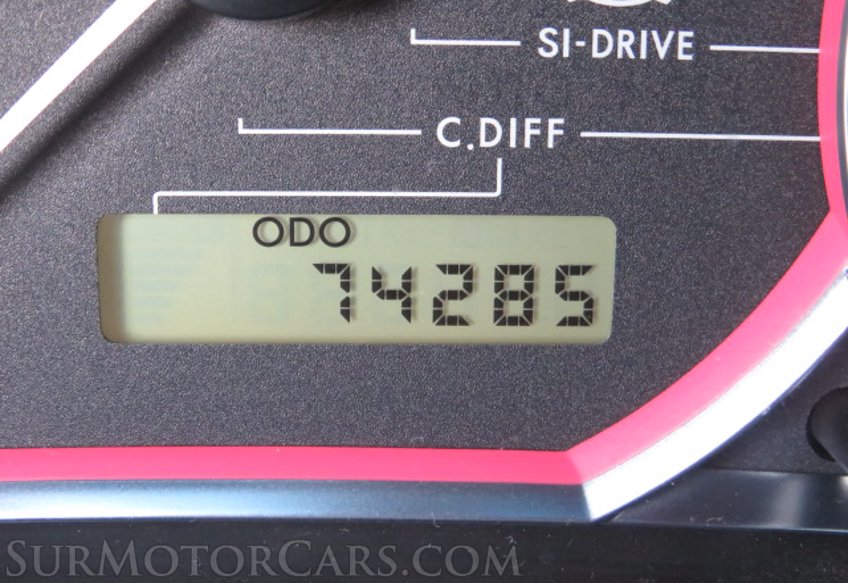 SI-DRIVE
C.DIFF
ODO
74285
SURMOTORCARS.COM